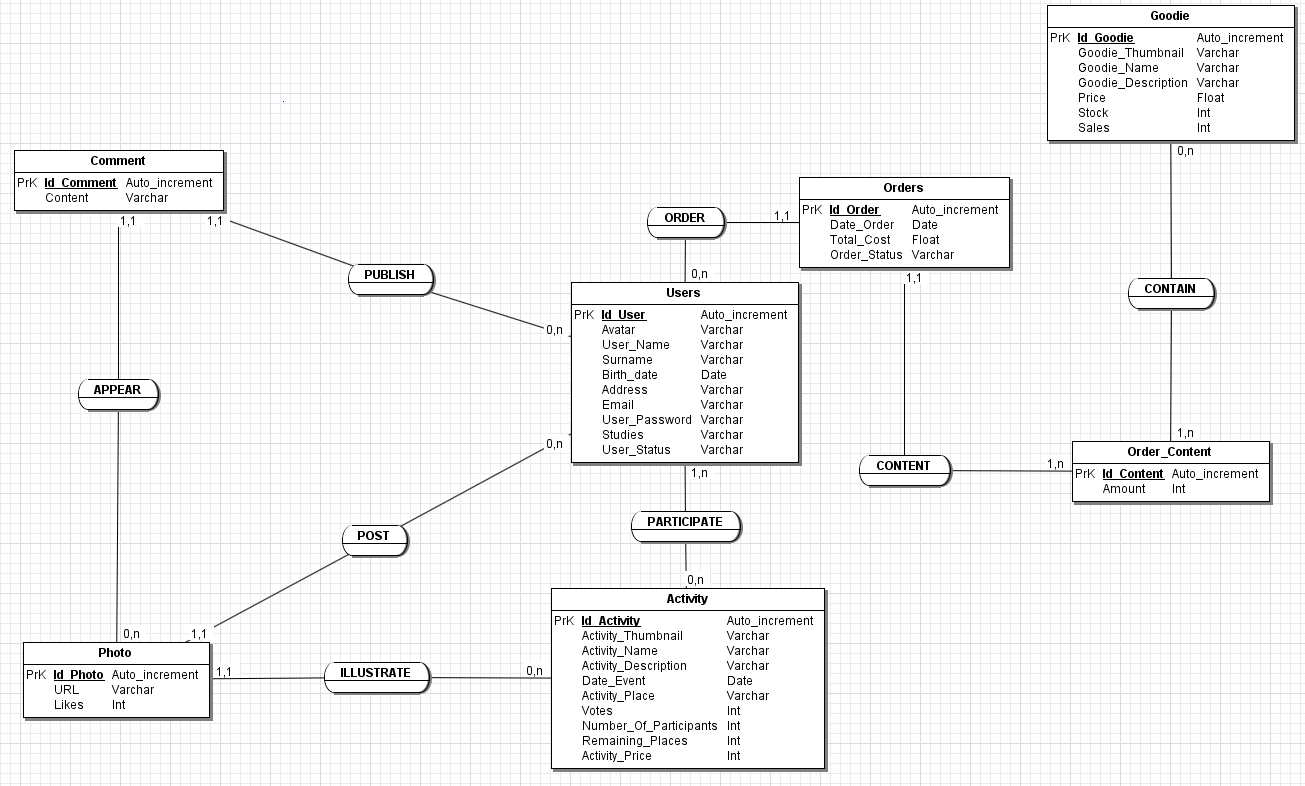 Goodie
PrK Id_Goodie Auto_increment
Goodie_Thumbnail Varchar
Goodie_Name Varchar
Goodie_Description Varchar
Price Float
Stock Int
Sales Int
0,n
Comment
PrK Id_Comment Auto_increment
Content Varchar
1,1
1,1
Orders
PrK Id_Order Auto_increment
Date_Order Date
Total_Cost Float
Order_Status Varchar
1,1
ORDER
1,1
0,n
PUBLISH
0,n
CONTAIN
1,n
Users
PrK Id_User Auto_increment
Avatar Varchar
User_Name Varchar
Surname Varchar
Birth_date Date
Address Varchar
Email Varchar
User_Password Varchar
Studies Varchar
User_Status Varchar
0,n
1,n
APPEAR
0,n
CONTENT
1,n
Order_Content
PrK Id_Content Auto_increment
Amount Int
PARTICIPATE
0,n
POST
1,1
Photo
PrK Id_Photo Auto_increment
URL Varchar
Likes Int
1,1
ILLUSTRATE
0,n
Activity
PrK Id_Activity Auto_increment
Activity_Thumbnail Varchar
Activity_Name Varchar
Activity_Description Varchar
Date_Event Date
Activity_Place Varchar
Votes Int
Number_Of_Participants Int
Remaining_Places Int
Activity_Price Int